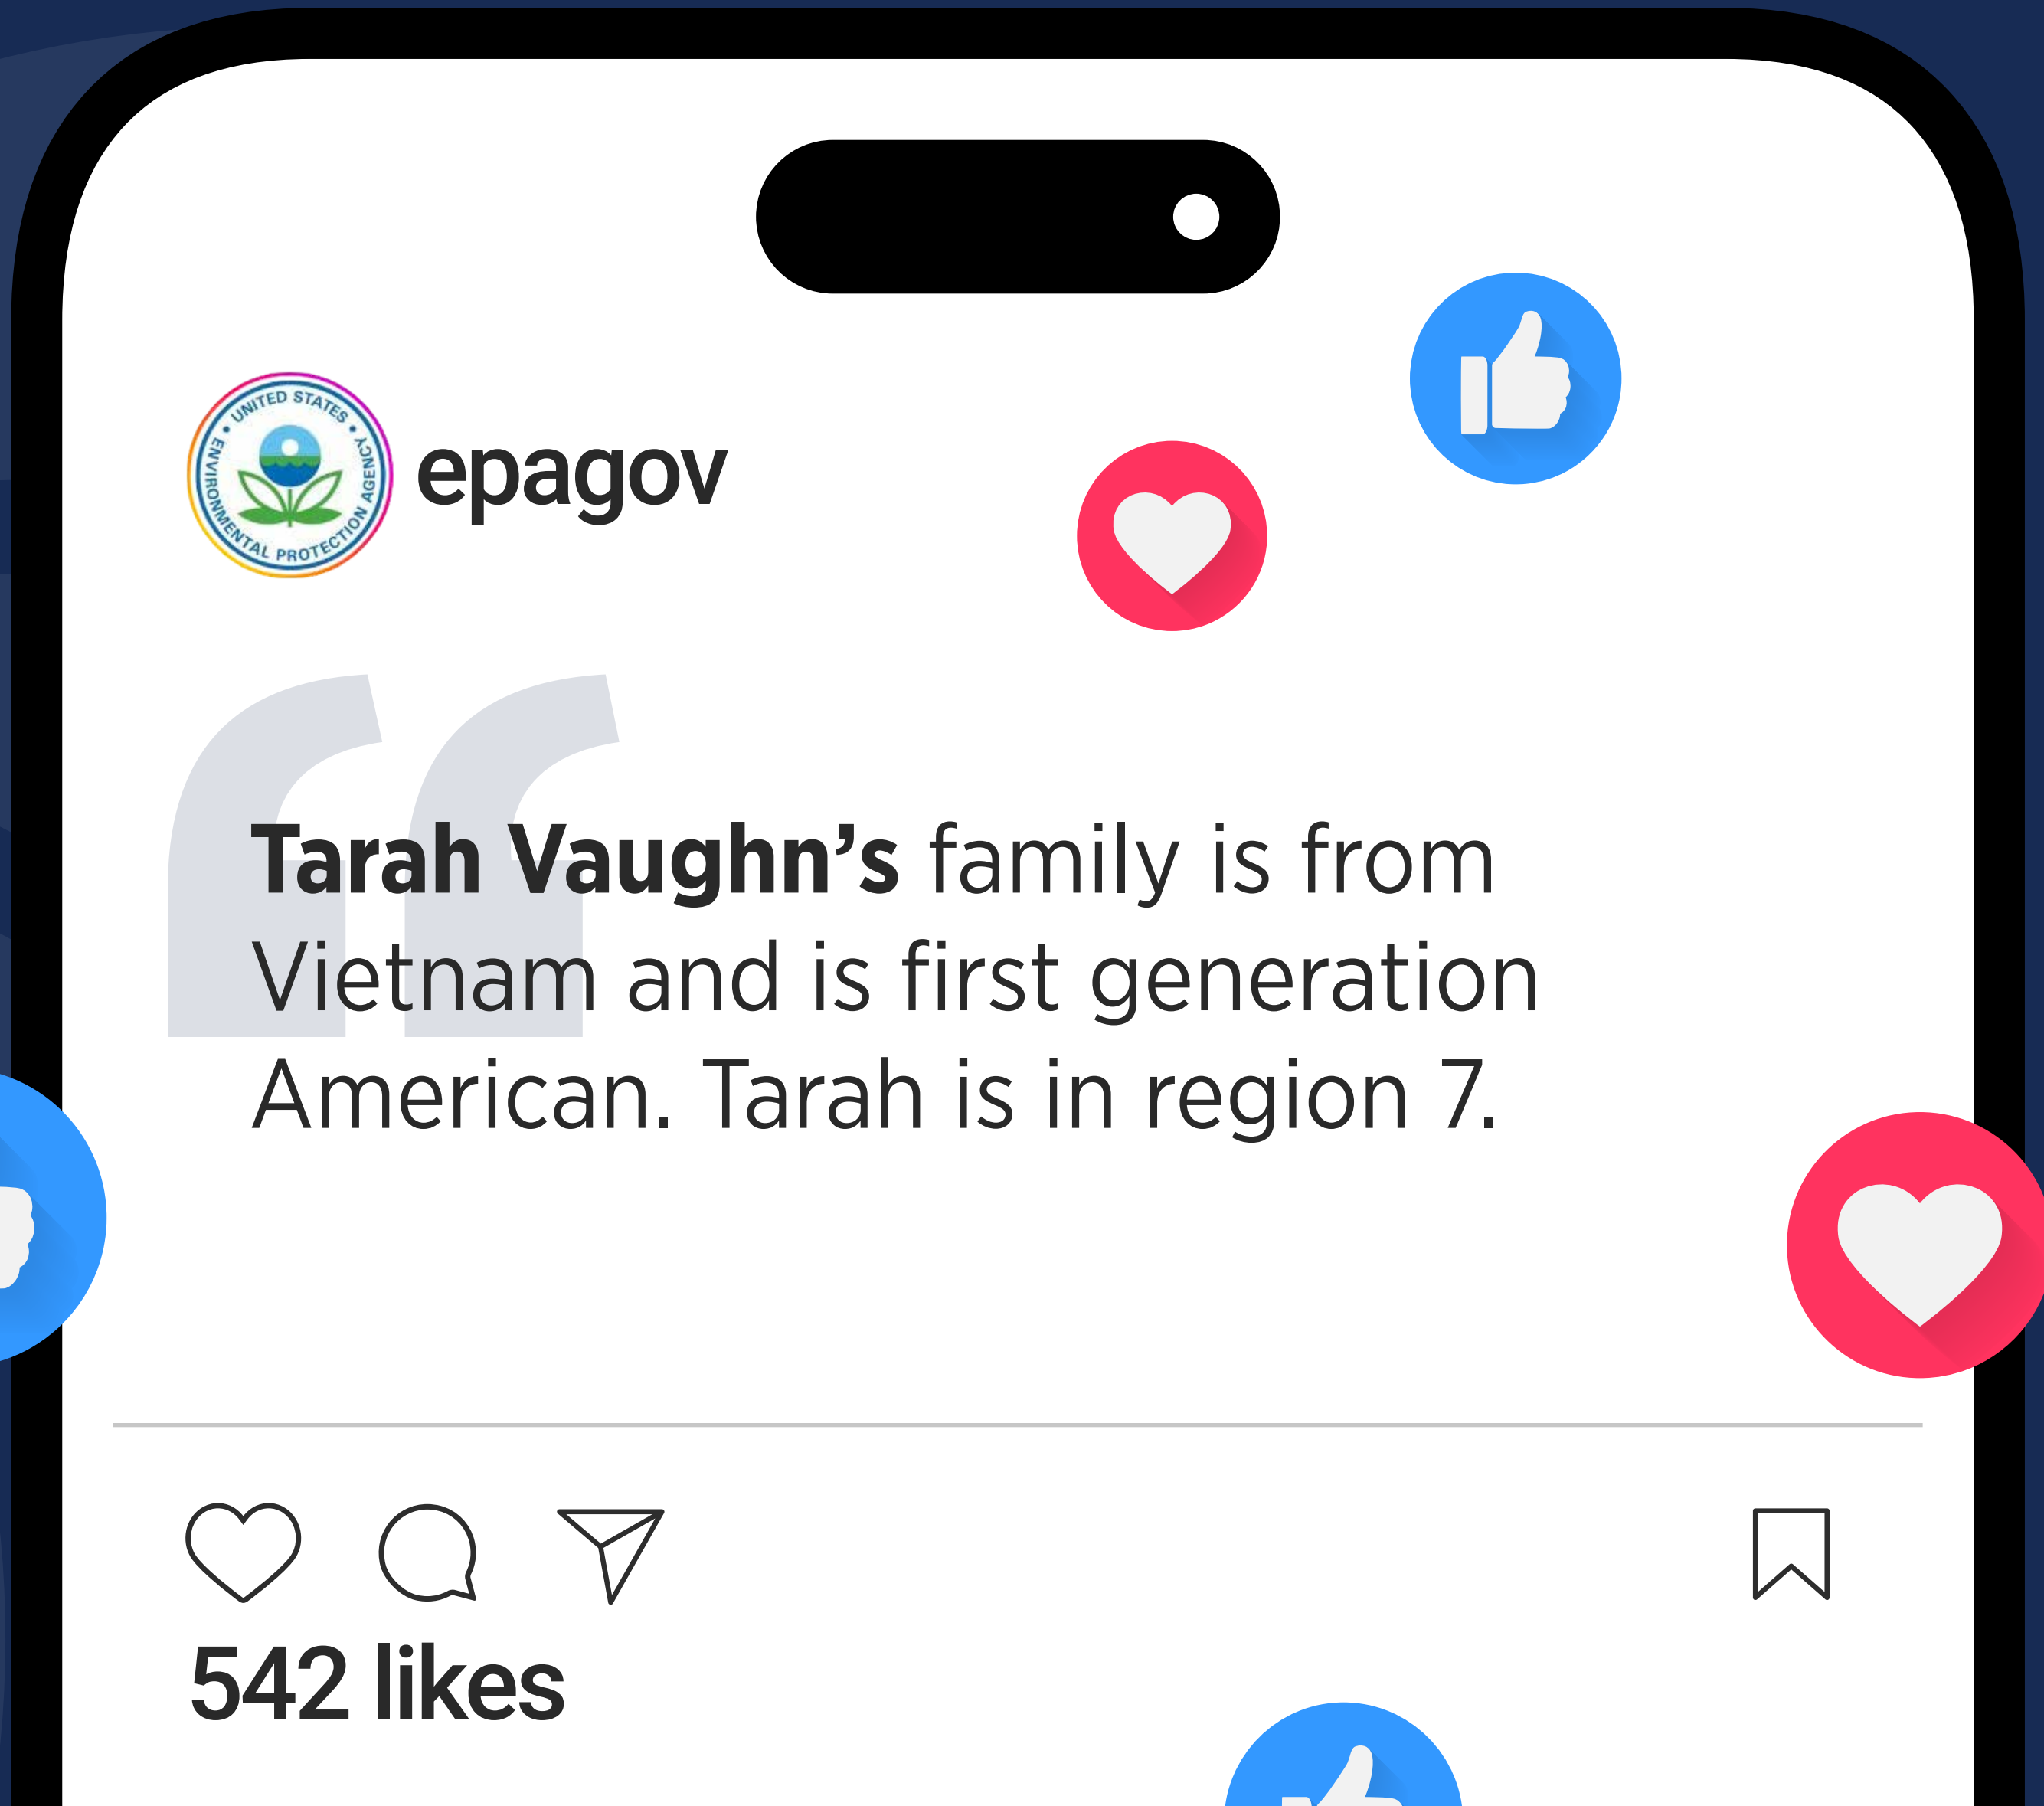 UNITED STATES
ENVIRONMENTAL PROTECTION AGENCY
epagov
Tarah Vaughn’s family is from
Vietnam and is first generation
American. Tarah is in region 7.
542 likes